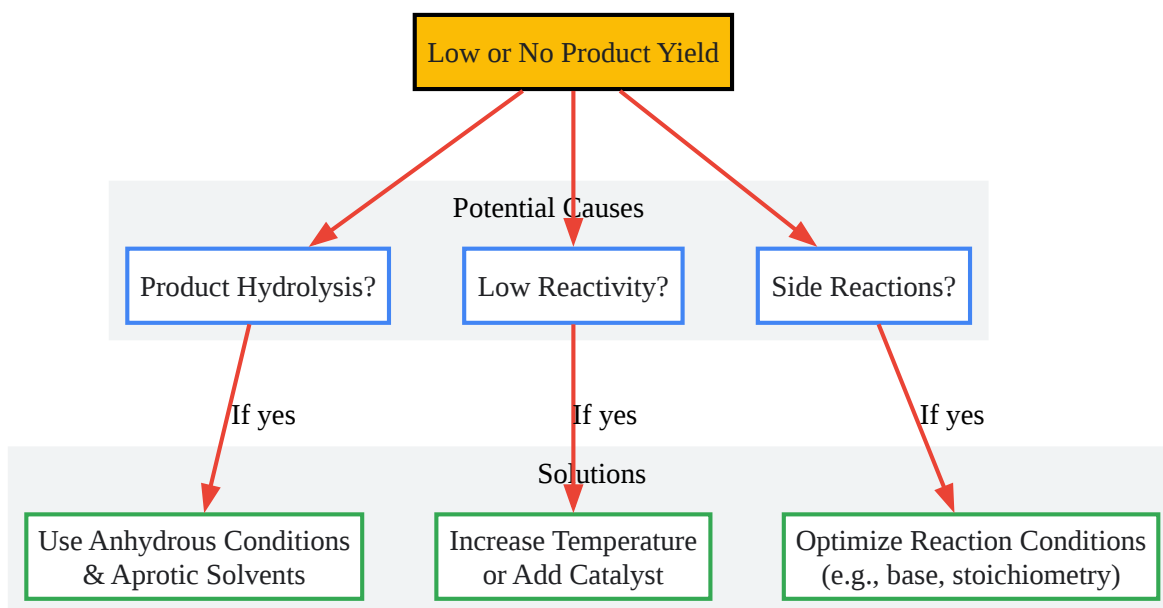 Low or No Product Yield
Potential Causes
Product Hydrolysis?
Low Reactivity?
Side Reactions?
If yes
If yes
If yes
Solutions
Use Anhydrous Conditions
& Aprotic Solvents
Increase Temperature
or Add Catalyst
Optimize Reaction Conditions
(e.g., base, stoichiometry)